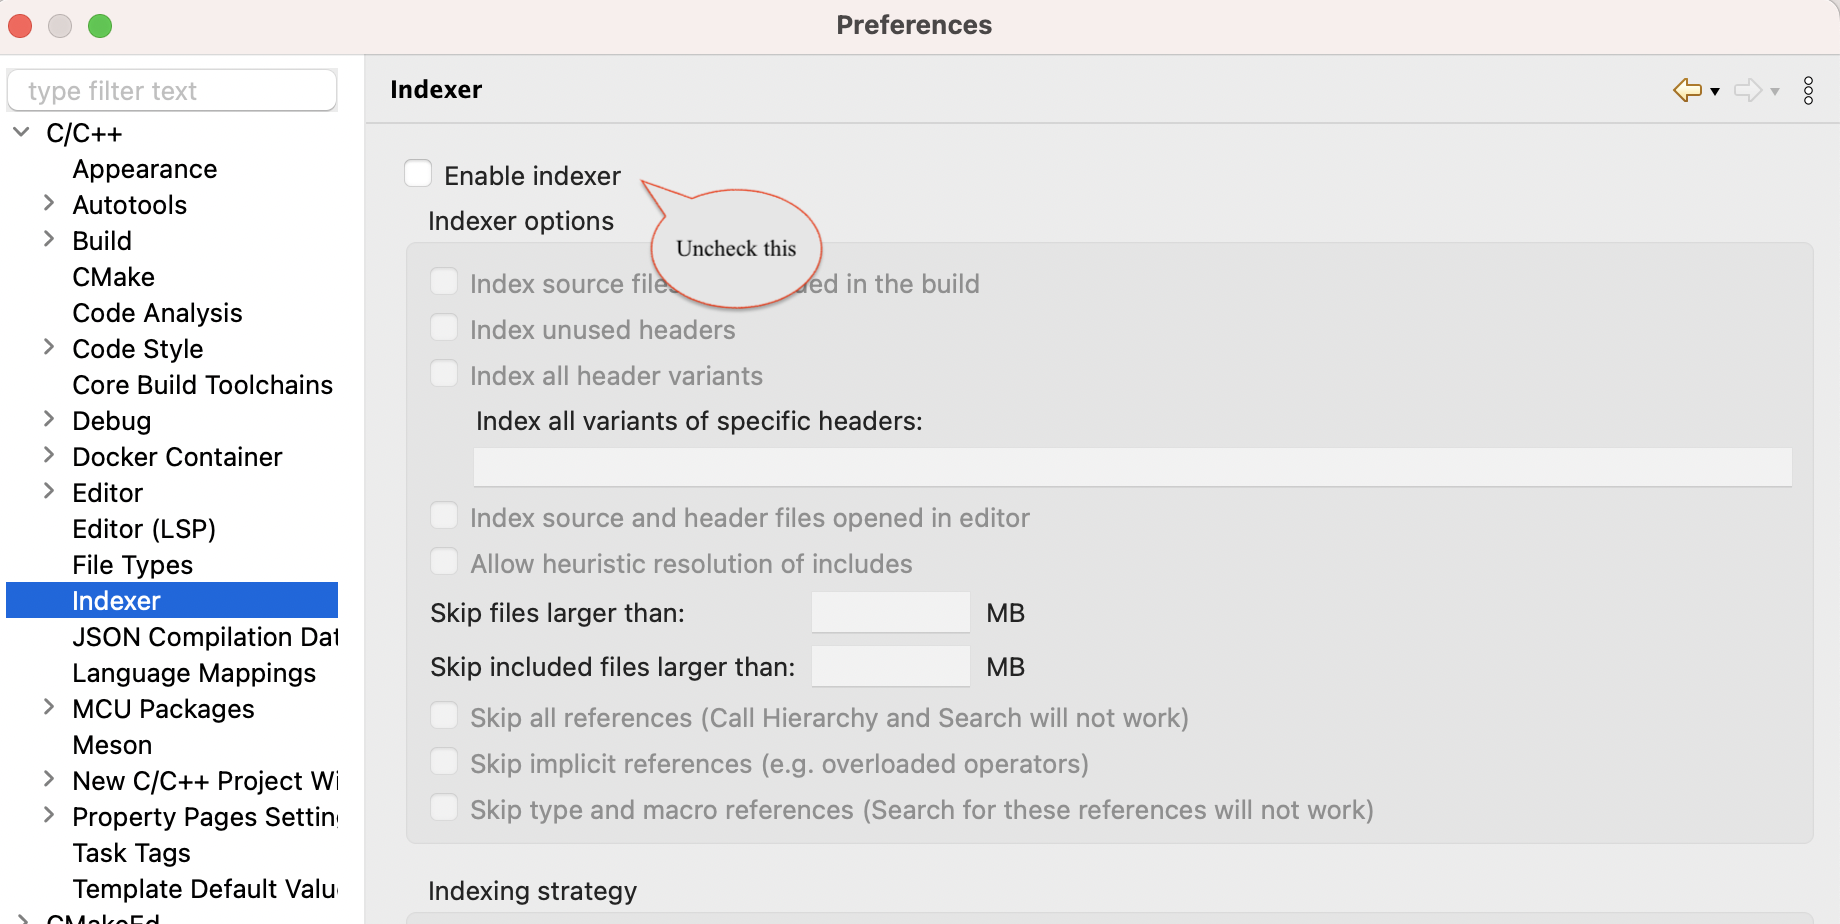 Preferences
type filter text
C/C++
Appearance
Autotools
Build
CMake
Code Analysis
Code Style
Core Build Toolchains
Debug
Docker Container
Editor
Editor (LSP)
File Types
Indexer
JSON Compilation Dat
Language Mappings
MCU Packages
Meson
New C/C++ Project Wi
Property Pages Setting
Task Tags
Template Default Valu
CMakeEd
Indexer
Enable indexer
Uncheck this
Indexer options
Index source files ed in the build
Index unused headers
Index all header variants
Index all variants of specific headers:
Index source and header files opened in editor
Allow heuristic resolution of includes
Skip files larger than: MB
Skip included files larger than: MB
Skip all references (Call Hierarchy and Search will not work)
Skip implicit references (e.g. overloaded operators)
Skip type and macro references (Search for these references will not work)
Indexing strategy